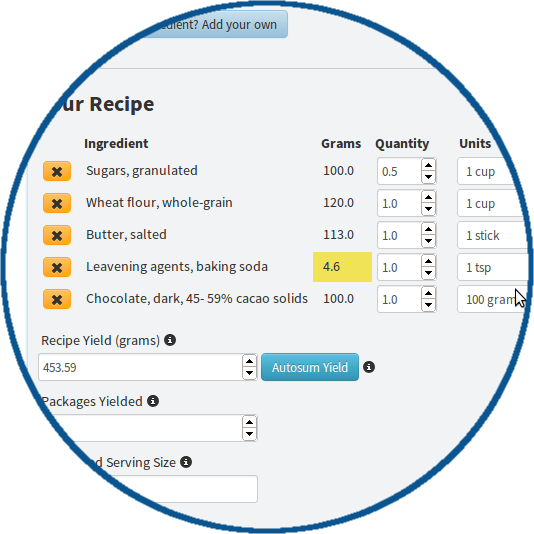 edient? Add your own
ur Recipe
Ingredient Grams Quantity Units
Sugars, granulated 100.0 0.5 1 cup
Wheat flour, whole-grain 120.0 1.0 1 cup
Butter, salted 113.0 1.0 1 stick
Leavening agents, baking soda 4.6 1.0 1 tsp
Chocolate, dark, 45- 59% cacao solids 100.0 1.0 100 gram
Recipe Yield (grams)
453.59 Autosum Yield
Packages Yielded
d Serving Size